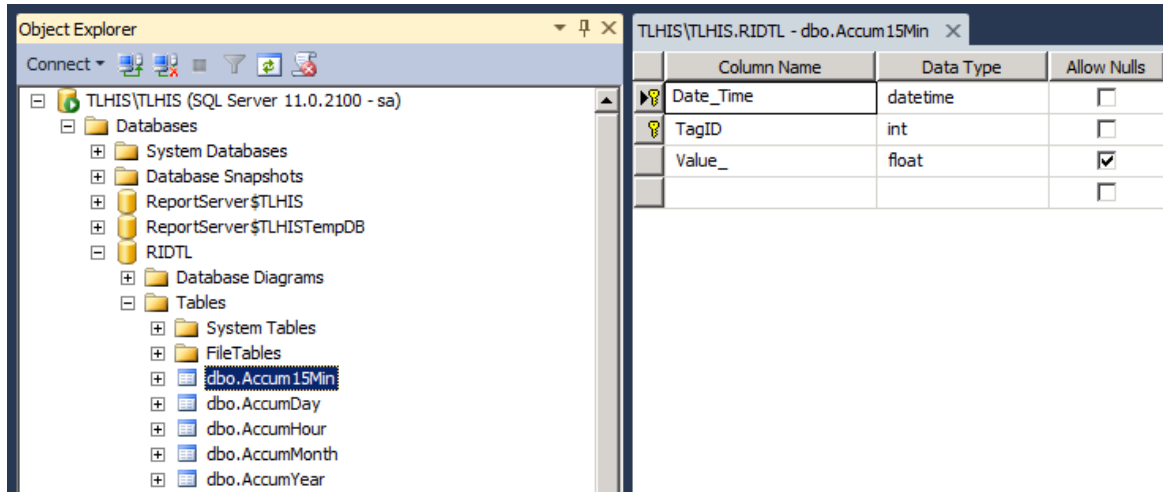 Object Explorer
Connect
TLHIS\TLHIS (SQL Server 11.0.2100 - sa)
Databases
System Databases
Database Snapshots
ReportServer$TLHIS
ReportServer$TLHISTempDB
RIDTL
Database Diagrams
Tables
System Tables
FileTables
dbo.Accum15Min
dbo.AccumDay
dbo.AccumHour
dbo.AccumMonth
dbo.AccumYear
TLHIS\TLHIS.RIDTL - dbo.Accum15Min
Column Name Data Type Allow Nulls
Date_Time datetime
TagID int
Value_ float